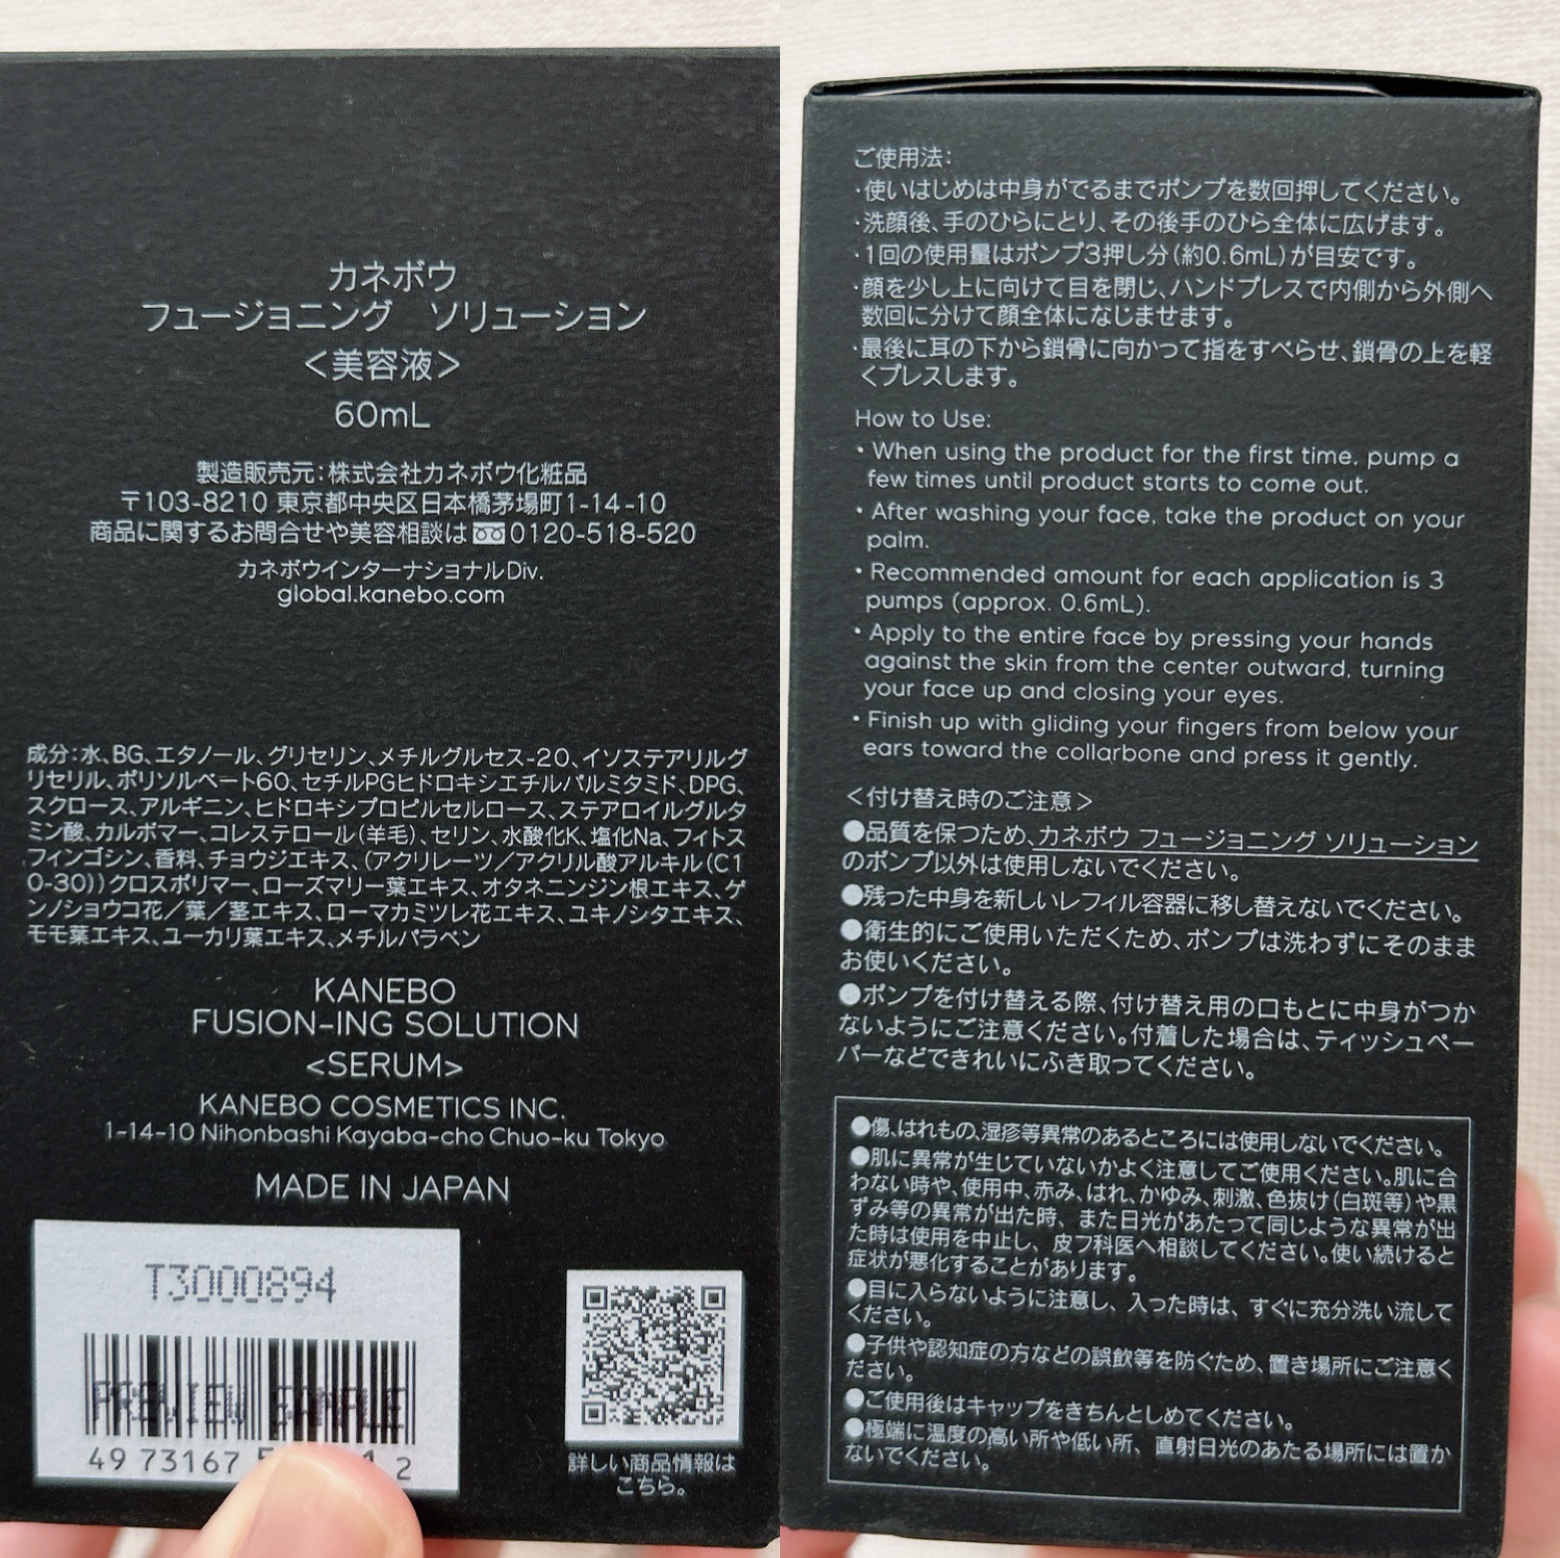 カネボウ
フュージョニング ソリューション
<美容液>
60mL
製造販売元:株式会社カネボウ化粧品
〒103-8210 東京都中央区日本橋茅場町1-14-10
商品に関するお問合せや美容相談は 0120-518-520
カネボウインターナショナルDiv.
global.kanebo.com
成分:水、BG、エタノール、グリセリン、メチルグルセス-20、イソステアリルグ
リセリル、ポリソルベート60、セチルPGヒドロキシエチルパルミタミド、DPG、
スクロース、アルギニン、ヒドロキシプロピルセルロース、ステアロイルグルタ
ミン酸、カルボマー、コレステロール(羊毛)、セリン、水酸化K、塩化Na、フイトス
フィンゴシン、香料、チョウジエキス、(アクリレーツ/アクリル酸アルキル(C1
0-30))クロスポリマー、ローズマリー葉エキス、オタネニンジン根エキス、ゲ
ンノショウコ花/葉/茎エキス、ローマカミツレ花エキス、ユキノシタエキス、
モモ葉エキス、ユーカリ葉エキス、メチルパラベン
KANEBO
FUSION-ING SOLUTION
<SERUM>
KANEBO COSMETICS INC.
1-14-10 Nihonbashi Kayaba-cho Chuo-ku Tokyo
MADE IN JAPAN
T3000894
PREVIEW SAMPLE
49 73167 5 1 2
詳しい商品情報は
こちら。
ご使用法:
・使いはじめは中身がでるまでポンプを数回押してください。
・洗顔後、手のひらにとり、その後手のひら全体に広げます。
・1回の使用量はポンプ3押し分(約0.6mL)が目安です。
・顔を少し上に向けて目を閉じ、ハンドプレスで内側から外側へ
数回に分けて顔全体になじませます。
・最後に耳の下から鎖骨に向かって指をすべらせ、鎖骨の上を軽
くプレスします。
How to Use:
• When using the product for the first time, pump a
few times until product starts to come out.
• After washing your face, take the product on your
palm.
• Recommended amount for each application is 3
pumps (approx. 0.6mL).
• Apply to the entire face by pressing your hands
against the skin from the center outward, turning
your face up and closing your eyes.
• Finish up with gliding your fingers from below your
ears toward the collarbone and press it gently.
<付け替え時のご注意>
●品質を保つため、カネボウ フュージョニング ソリューション
のポンプ以外は使用しないでください。
●残った中身を新しいレフィル容器に移し替えないでください。
●衛生的にご使用いただくため、ポンプは洗わずにそのまま
お使いください。
●ポンプを付け替える際、付け替え用の口もとに中身がつか
ないようにご注意ください。付着した場合は、ティッシュペー
パーなどできれいにふき取ってください。
●傷、はれもの、湿疹等異常のあるところには使用しないでください。
●肌に異常が生じていないかよく注意してご使用ください。肌に合
わない時や、使用中、赤み、はれ、かゆみ、刺激、色抜け(白斑等)や黒
ずみ等の異常が出た時、また日光があたって同じような異常が出
た時は使用を中止し、皮フ科医へ相談してください。使い続けると
症状が悪化することがあります。
●目に入らないように注意し、入った時は、すぐに充分洗い流して
ください。
●子供や認知症の方などの誤飲等を防ぐため、置き場所にご注意く
ださい。
●ご使用後はキャップをきちんとしめてください。
●極端に温度の高い所や低い所、直射日光のあたる場所には置か
ないでください。